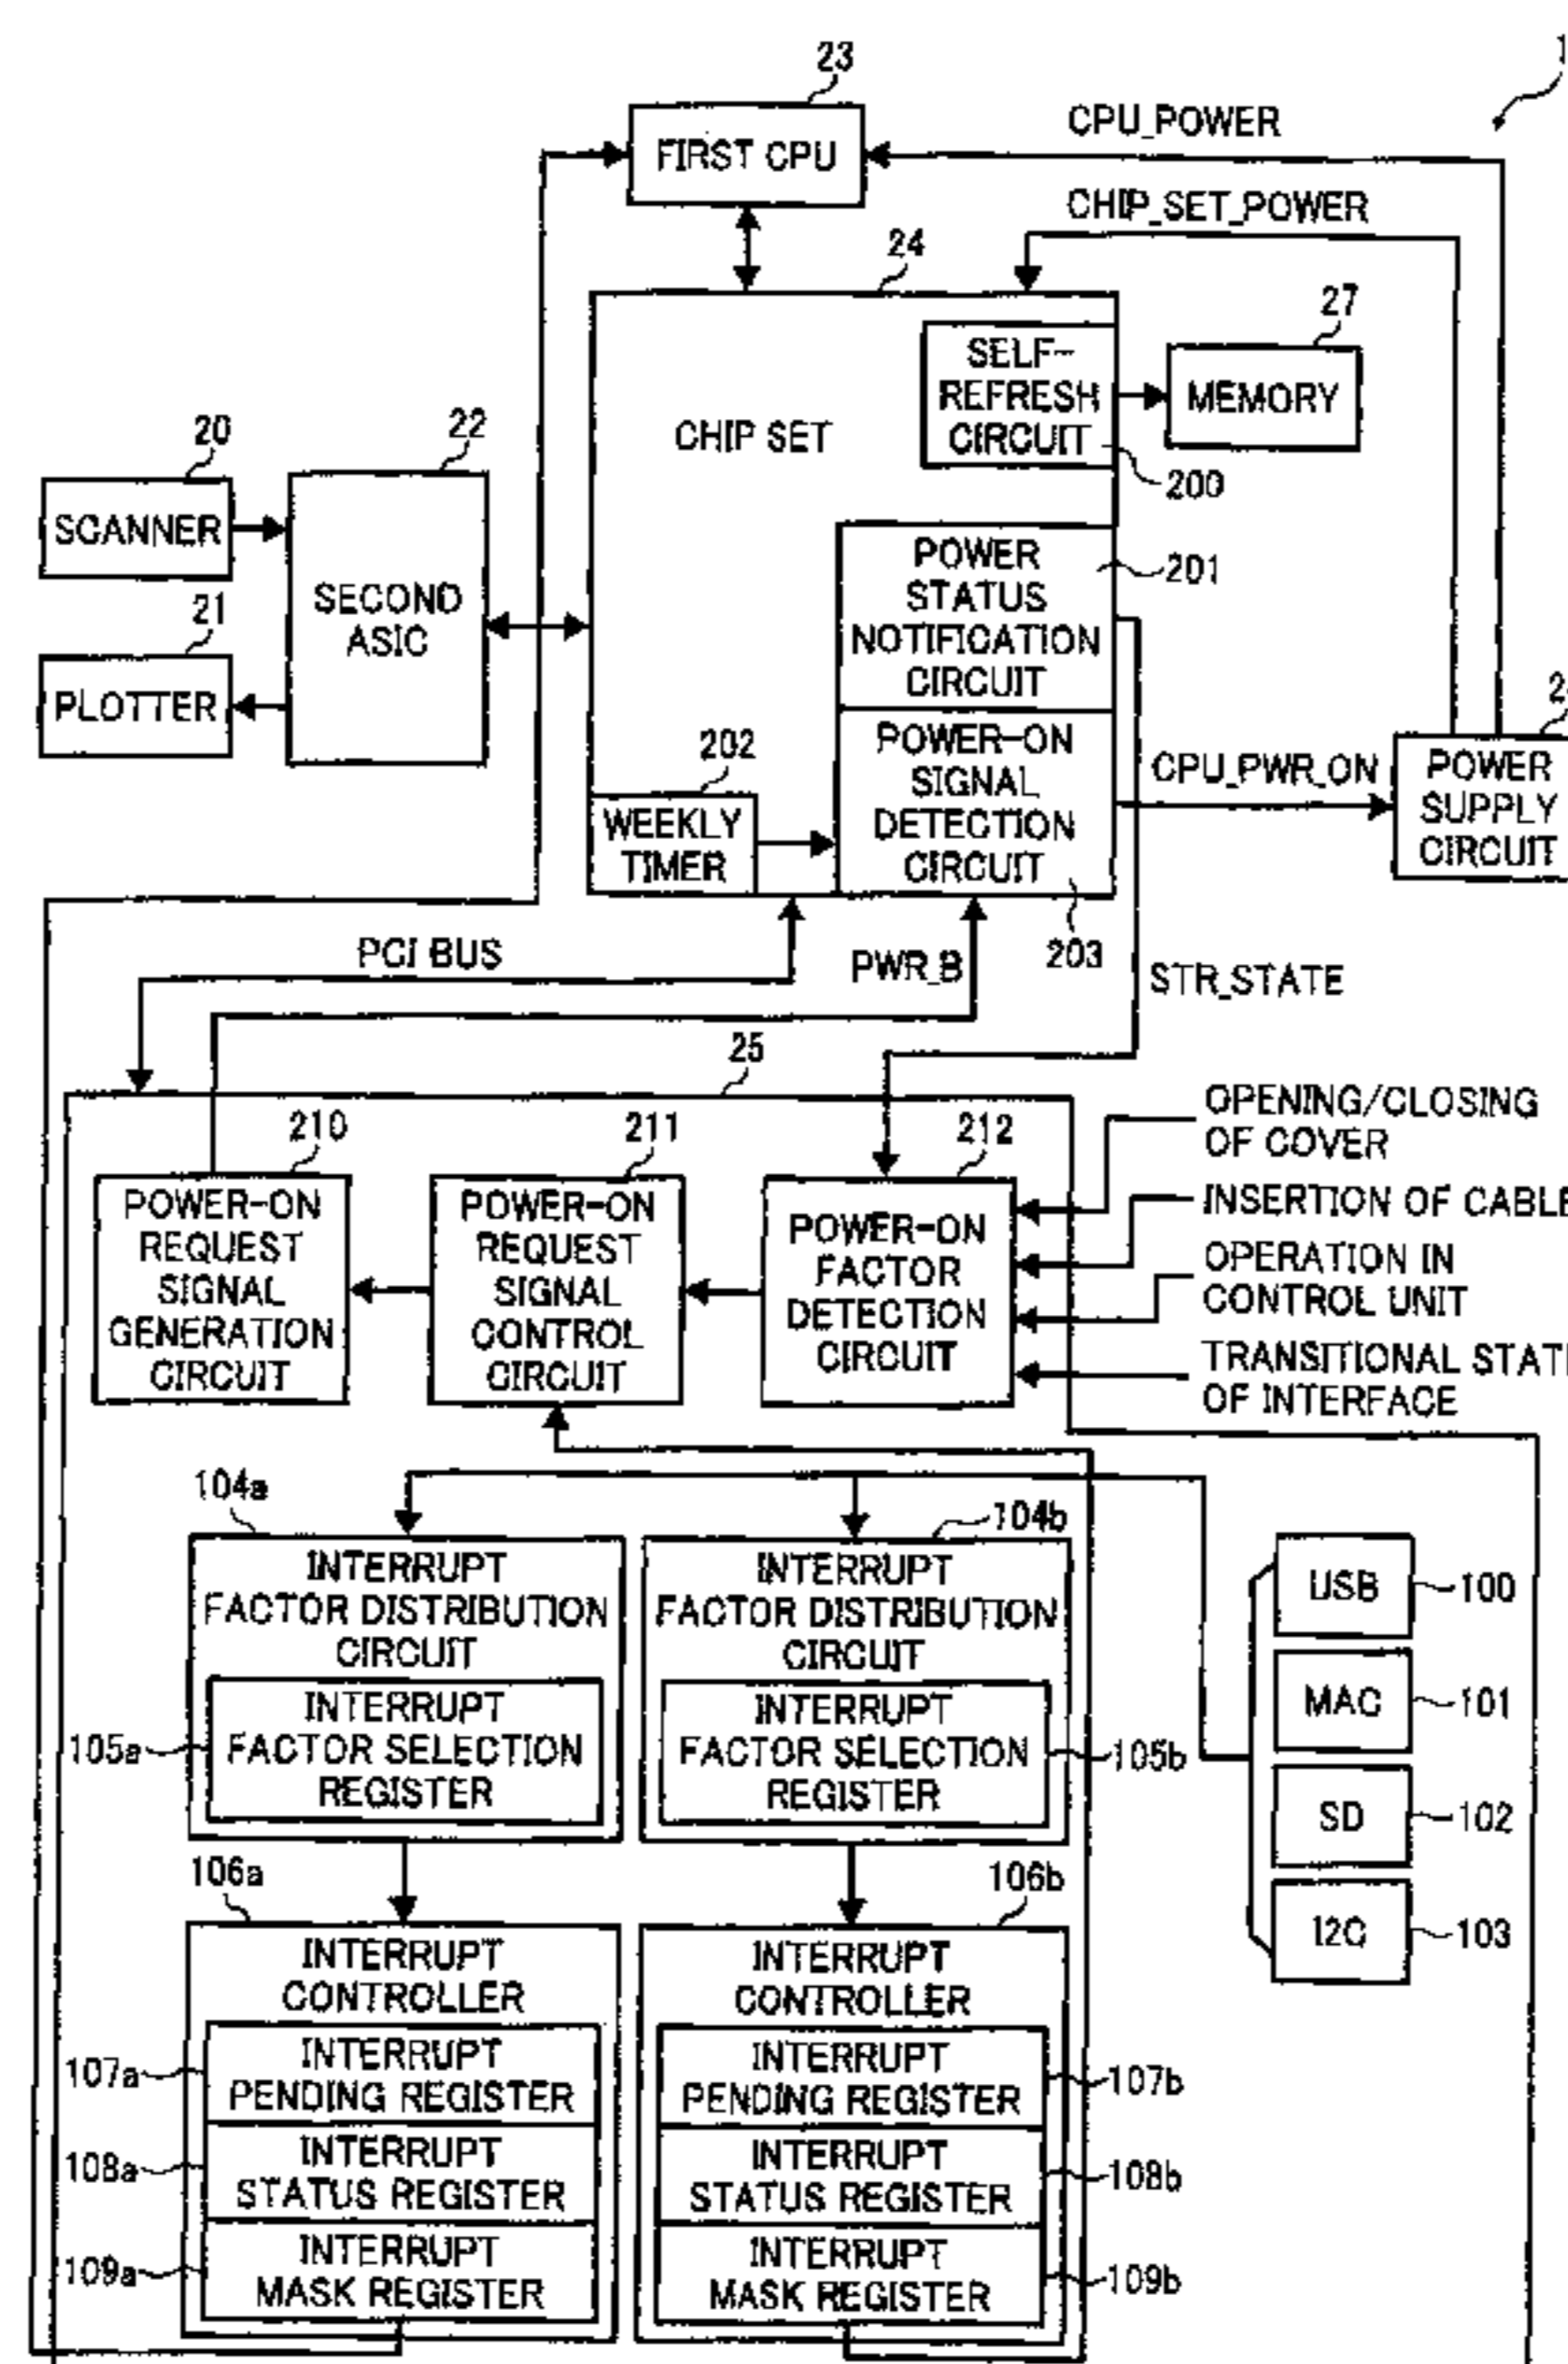 1
23
FIRST CPU
CPU_POWER
CHIP_SET_POWER
24
27
SELF-
REFRESH
CIRCUIT
MEMORY
CHIP SET
200
20
22
SCANNER
SECOND
ASIC
21
PLOTTER
POWER
STATUS
NOTIFICATION
CIRCUIT
201
202
WEEKLY
TIMER
POWER-ON
SIGNAL
DETECTION
CIRCUIT
CPU_PWR_ON
POWER
SUPPLY
CIRCUIT
203
PCI BUS
PWR_B
STR_STATE
25
210
211
212
POWER-ON
REQUEST
SIGNAL
GENERATION
CIRCUIT
POWER-ON
REQUEST
SIGNAL
CONTROL
CIRCUIT
POWER-ON
FACTOR
DETECTION
CIRCUIT
OPENING/CLOSING
OF COVER
INSERTION OF CABLE
OPERATION IN
CONTROL UNIT
TRANSITIONAL STAT
OF INTERFACE
104a
104b
INTERRUPT
FACTOR DISTRIBUTION
CIRCUIT
INTERRUPT
FACTOR DISTRIBUTION
CIRCUIT
105a
INTERRUPT
FACTOR SELECTION
REGISTER
INTERRUPT
FACTOR SELECTION
REGISTER
105b
USB
100
MAC
101
SD
102
I2C
103
106a
106b
INTERRUPT
CONTROLLER
INTERRUPT
CONTROLLER
107a
INTERRUPT
PENDING REGISTER
INTERRUPT
PENDING REGISTER
107b
108a
INTERRUPT
STATUS REGISTER
INTERRUPT
STATUS REGISTER
108b
109a
INTERRUPT
MASK REGISTER
INTERRUPT
MASK REGISTER
109b